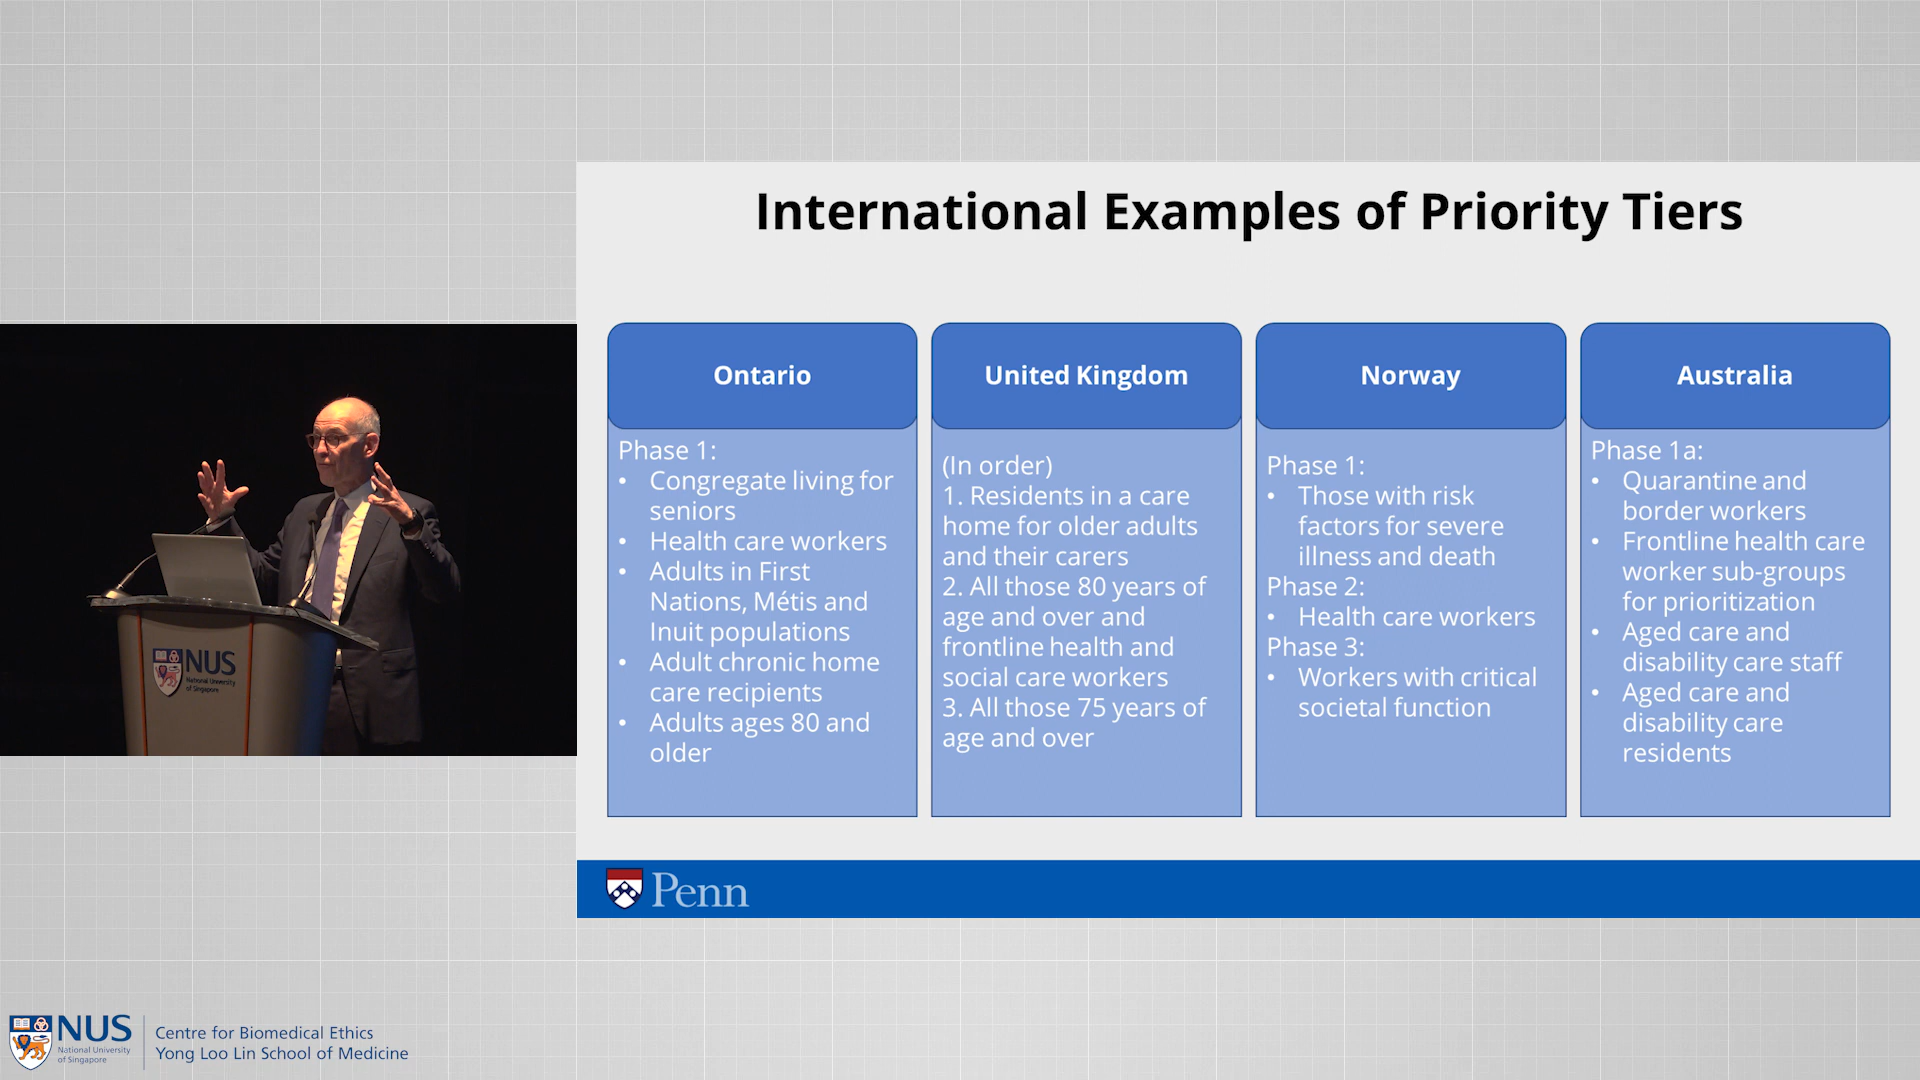 International Examples of Priority Tiers
Ontario
Phase 1:
• Congregate living for
seniors
• Health care workers
• Adults in First
Nations, Métis and
Inuit populations
• Adult chronic home
care recipients
• Adults ages 80 and
older
United Kingdom
(In order)
1. Residents in a care
home for older adults
and their carers
2. All those 80 years of
age and over and
frontline health and
social care workers
3. All those 75 years of
age and over
Norway
Phase 1:
• Those with risk
factors for severe
illness and death
Phase 2:
• Health care workers
Phase 3:
• Workers with critical
societal function
Australia
Phase 1a:
• Quarantine and
border workers
• Frontline health care
worker sub-groups
for prioritization
• Aged care and
disability care staff
• Aged care and
disability care
residents
Penn
NUS
National University
of Singapore
NUS
National University
of Singapore
Centre for Biomedical Ethics
Yong Loo Lin School of Medicine